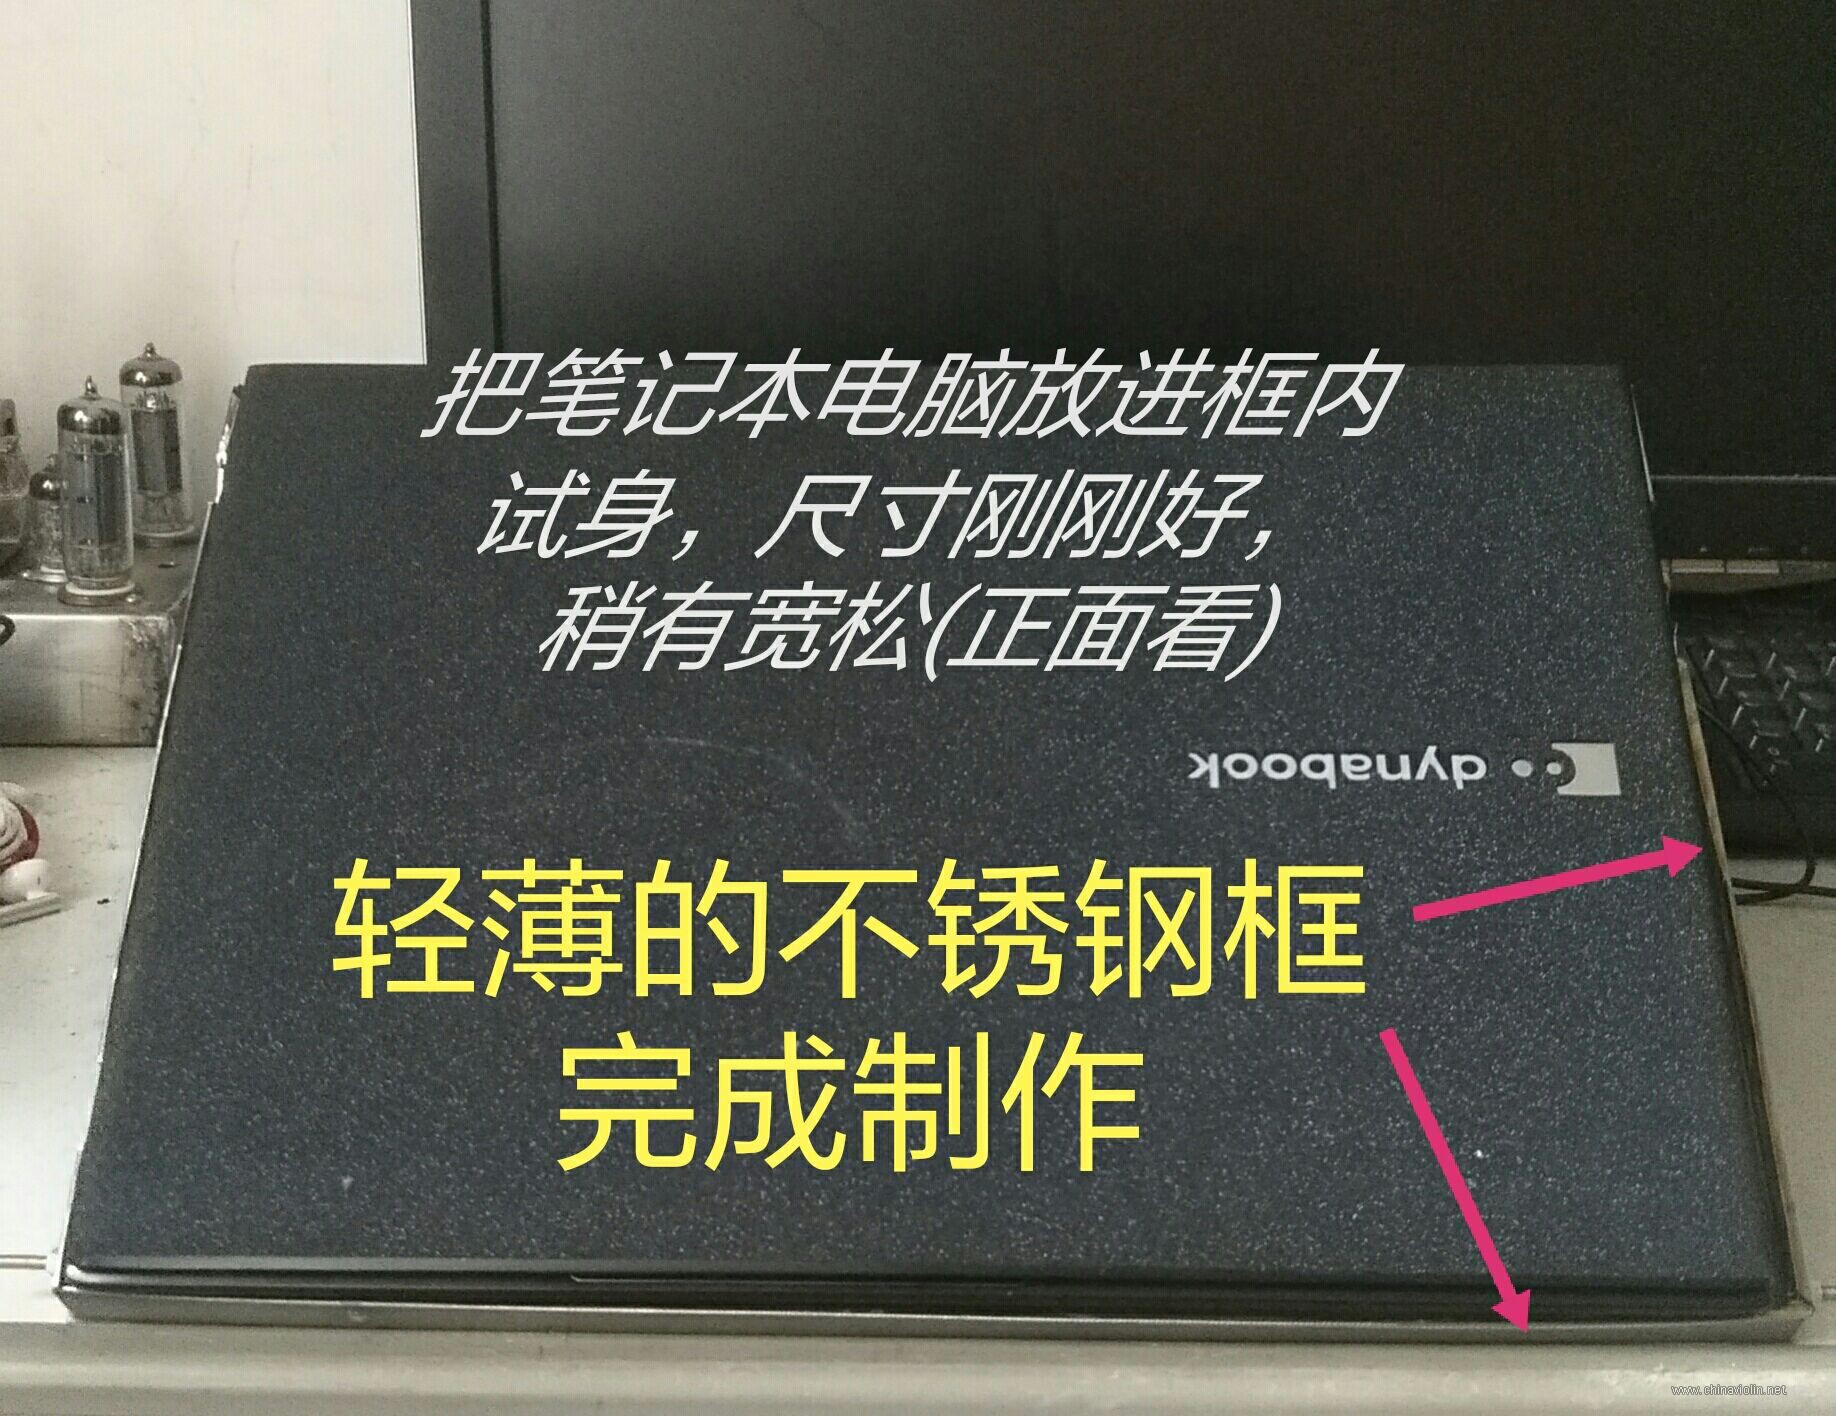 把笔记本电脑放进框内
试身，尺寸刚刚好，
稍有宽松(正面看)
dynabook
轻薄的不锈钢框
完成制作
www.chinaviolin.net